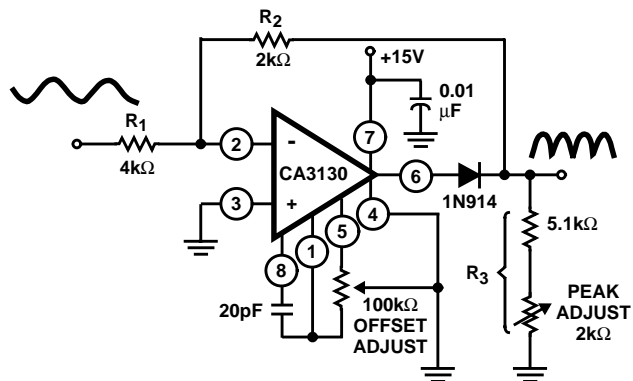 R2
2kΩ
+15V
0.01
μF
R1
4kΩ
2
-
7
CA3130
6
3
+
4
1N914
5.1kΩ
5
1
8
R3
20pF
100kΩ
OFFSET
ADJUST
PEAK
ADJUST
2kΩ